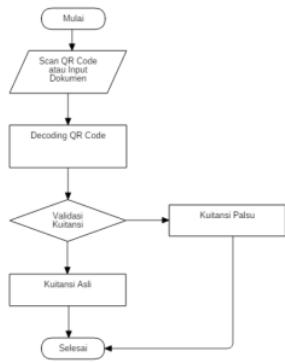 Mulai
Scan QR Code
atau Input
Dokumen
Decoding QR Code
Validasi
Kuitansi
Kuitansi Palsu
Kuitansi Asli
Selesai